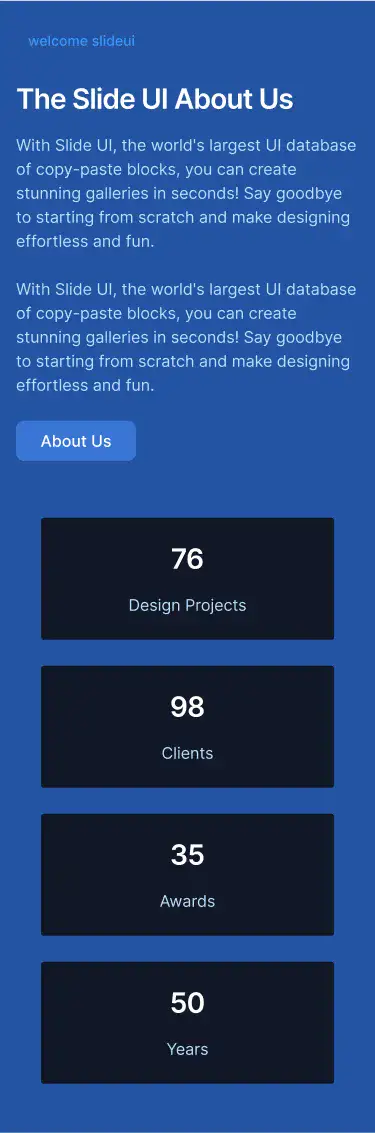 welcome slideui
The Slide UI About Us
With Slide UI, the world's largest UI database
of copy-paste blocks, you can create
stunning galleries in seconds! Say goodbye
to starting from scratch and make designing
effortless and fun.
With Slide UI, the world's largest UI database
of copy-paste blocks, you can create
stunning galleries in seconds! Say goodbye
to starting from scratch and make designing
effortless and fun.
About Us
76
Design Projects
98
Clients
35
Awards
50
Years